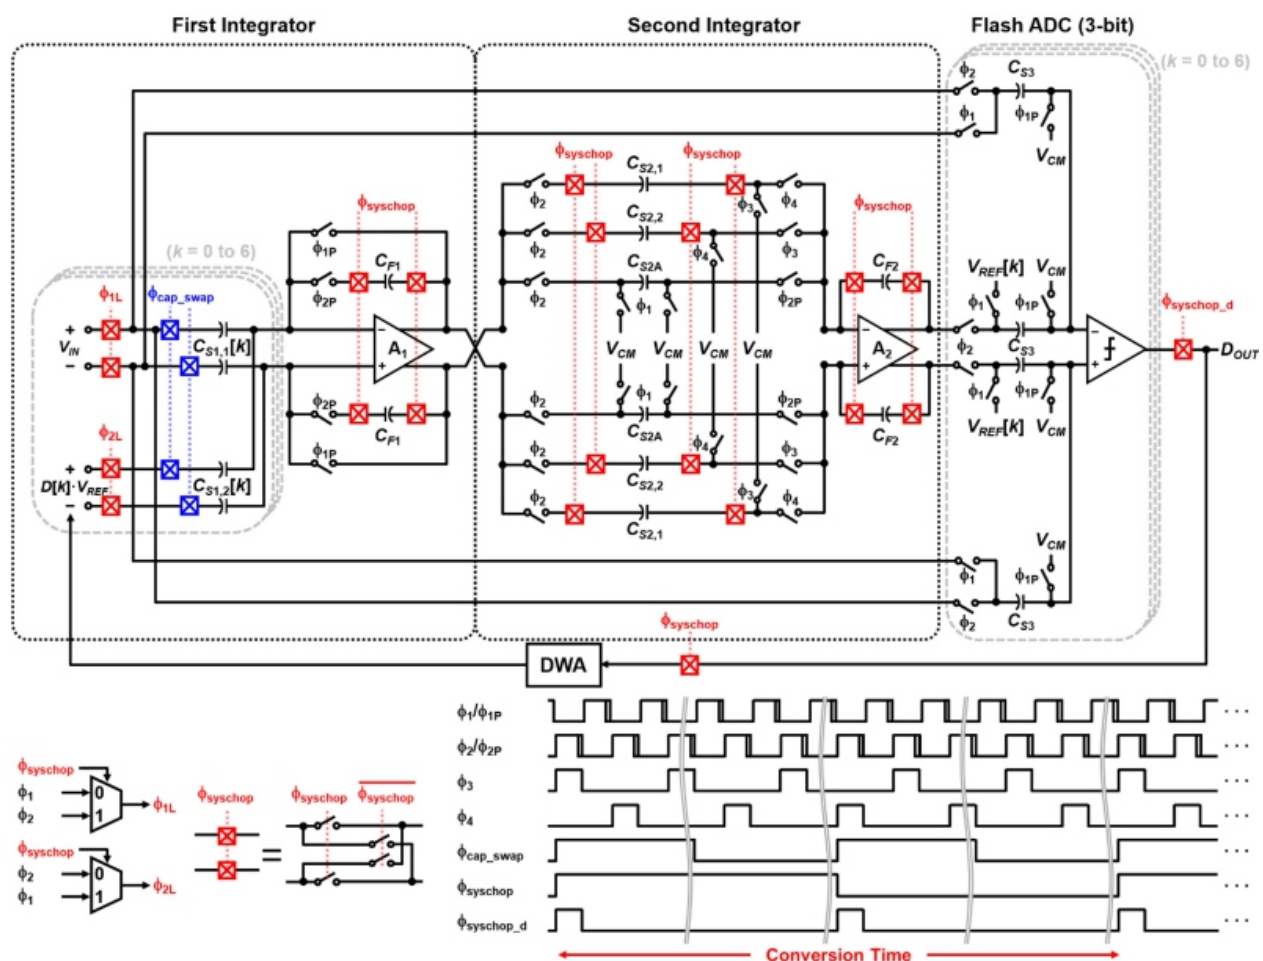 First Integrator
Second Integrator
Flash ADC (3-bit)
(k = 0 to 6)
ϕ2
CS3
ϕ1
ϕ1P
VCM
ϕsyschop
CS2,1
ϕsyschop
ϕ2
ϕ3
ϕ4
CS2,2
ϕ2
ϕ4
ϕ3
CS2A
ϕ2
ϕ1
ϕ2P
VCM
VCM
VCM
VCM
ϕ1
ϕ2
CS2A
ϕ2P
ϕ4
ϕ2
CS2,2
ϕ3
ϕ3
ϕ2
CS2,1
ϕ4
ϕsyschop
ϕ1P
CF1
ϕ2P
(k = 0 to 6)
ϕ1L
ϕcap_swap
+
VIN
−
CS1,1[k]
ϕ2L
+
D[k]·VREF
−
CS1,2[k]
−
A1
+
ϕ2P
CF1
ϕ1P
ϕsyschop
CF2
−
A2
+
CF2
VREF[k]
VCM
ϕ1
ϕ1P
CS3
ϕ2
CS3
ϕ1
ϕ1P
VREF[k]
VCM
−
+
ϕsyschop_d
DOUT
VCM
ϕ1
ϕ1P
ϕ2
CS3
ϕsyschop
DWA
ϕsyschop
ϕ1
0
ϕ2
1
ϕ1L
ϕsyschop
ϕ2
0
ϕ1
1
ϕ2L
ϕsyschop
=
ϕsyschop
ϕsyschop
ϕ1/ϕ1P
· · ·
ϕ2/ϕ2P
· · ·
ϕ3
· · ·
ϕ4
· · ·
ϕcap_swap
· · ·
ϕsyschop
· · ·
ϕsyschop_d
· · ·
Conversion Time